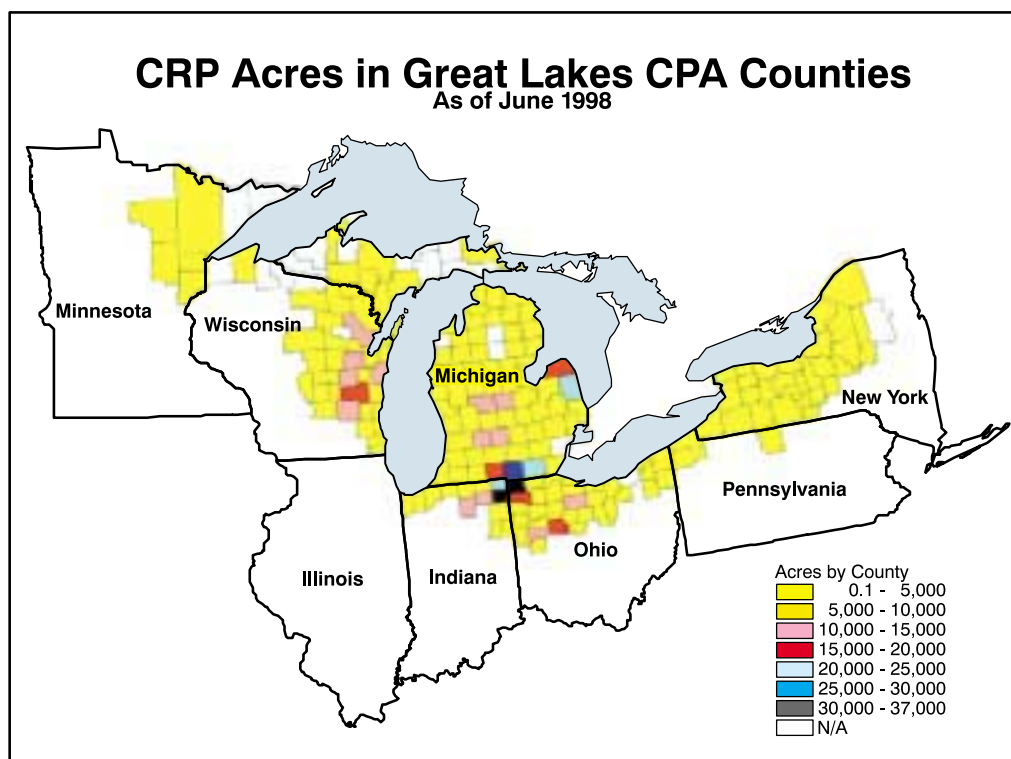 CRP Acres in Great Lakes CPA Counties
As of June 1998
Minnesota
Wisconsin
Michigan
New York
Pennsylvania
Ohio
Illinois
Indiana
Acres by County
0.1 - 5,000
5,000 - 10,000
10,000 - 15,000
15,000 - 20,000
20,000 - 25,000
25,000 - 30,000
30,000 - 37,000
N/A